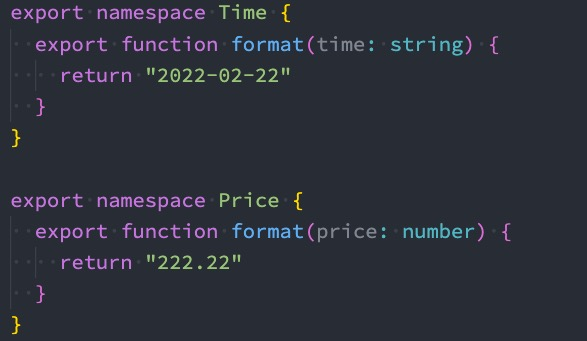 export namespace Time {
  export function format(time: string) {
    return "2022-02-22"
  }
}

export namespace Price {
  export function format(price: number) {
    return "222.22"
  }
}